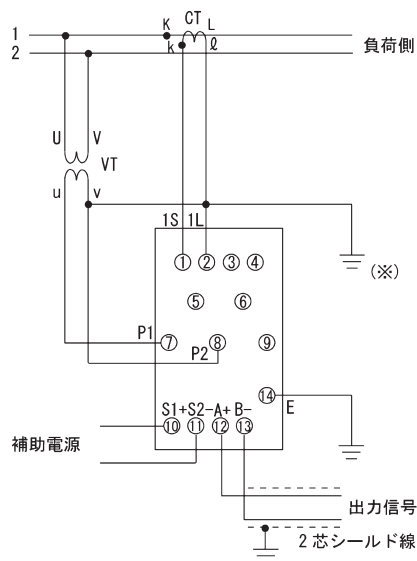 CT
K L
1
負荷側
k ℓ
2
U V
VT
u v
1S 1L
① ② ③ ④
(※)
⑤ ⑥
P1
⑦ ⑧ ⑨
P2
⑭
E
S1+S2-A+ B-
⑩ ⑪ ⑫ ⑬
補助電源
出力信号
2芯シールド線